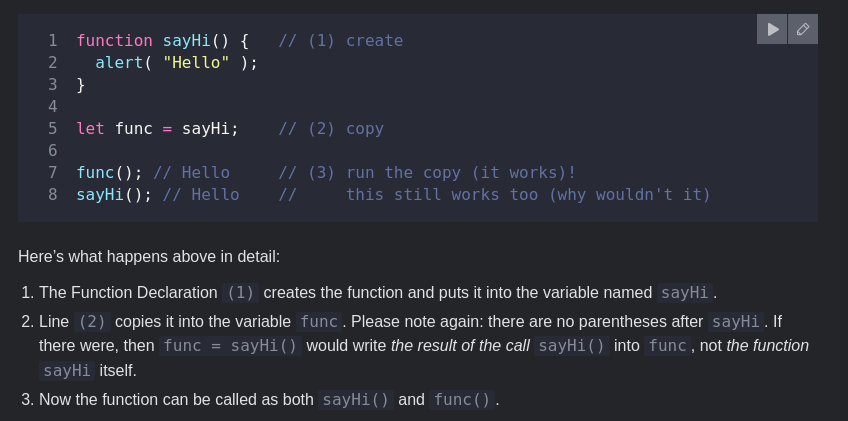 1 function sayHi() {   // (1) create
2   alert( "Hello" );
3 }
4
5 let func = sayHi;    // (2) copy
6
7 func(); // Hello     // (3) run the copy (it works)!
8 sayHi(); // Hello    //     this still works too (why wouldn't it)
Here's what happens above in detail:
1. The Function Declaration (1) creates the function and puts it into the variable named sayHi.
2. Line (2) copies it into the variable func. Please note again: there are no parentheses after sayHi. If
there were, then func = sayHi() would write the result of the call sayHi() into func, not the function
sayHi itself.
3. Now the function can be called as both sayHi() and func().